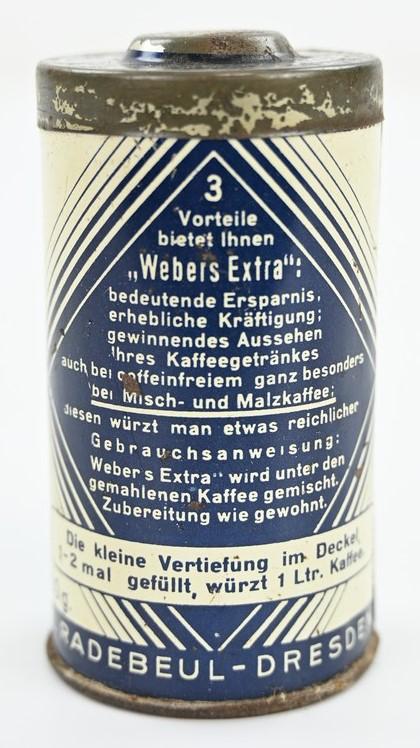 3
Vorteile
bietet Ihnen
„Webers Extra“:
bedeutende Ersparnis,
erhebliche Kräftigung;
gewinnendes Aussehen
Ihres Kaffeegetränkes
auch bei coffeinfreiem ganz besonders
bei Misch- und Malzkaffee;
diesen würzt man etwas reichlicher
Gebrauchsanweisung:
Webers Extra“ wird unter den
gemahlenen Kaffee gemischt.
Zubereitung wie gewohnt.
Die kleine Vertiefung im Deckel,
1-2 mal gefüllt, würzt 1 Ltr. Kaffee.
g.
RADEBEUL-DRESDEN